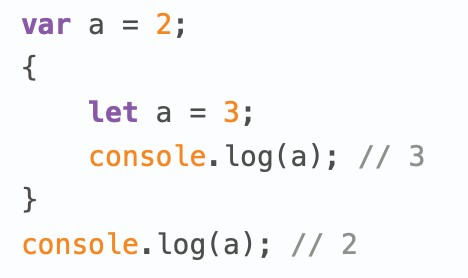 var a = 2;
{
    let a = 3;
    console.log(a); // 3
}
console.log(a); // 2